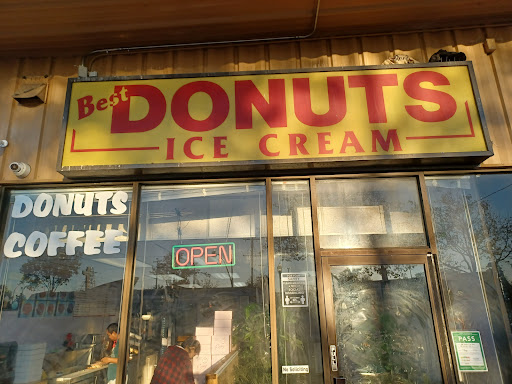 Best DONUTS
ICE CREAM
DONUTS
COFFEE
OPEN
No Soliciting
PASS